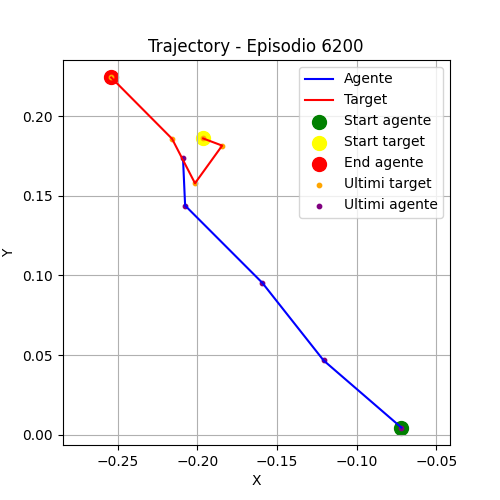 Trajectory - Episodio 6200
Agente
Target
Start agente
Start target
End agente
Ultimi target
Ultimi agente
0.20
0.15
0.10
0.05
0.00
Y
−0.25
−0.20
−0.15
−0.10
−0.05
X